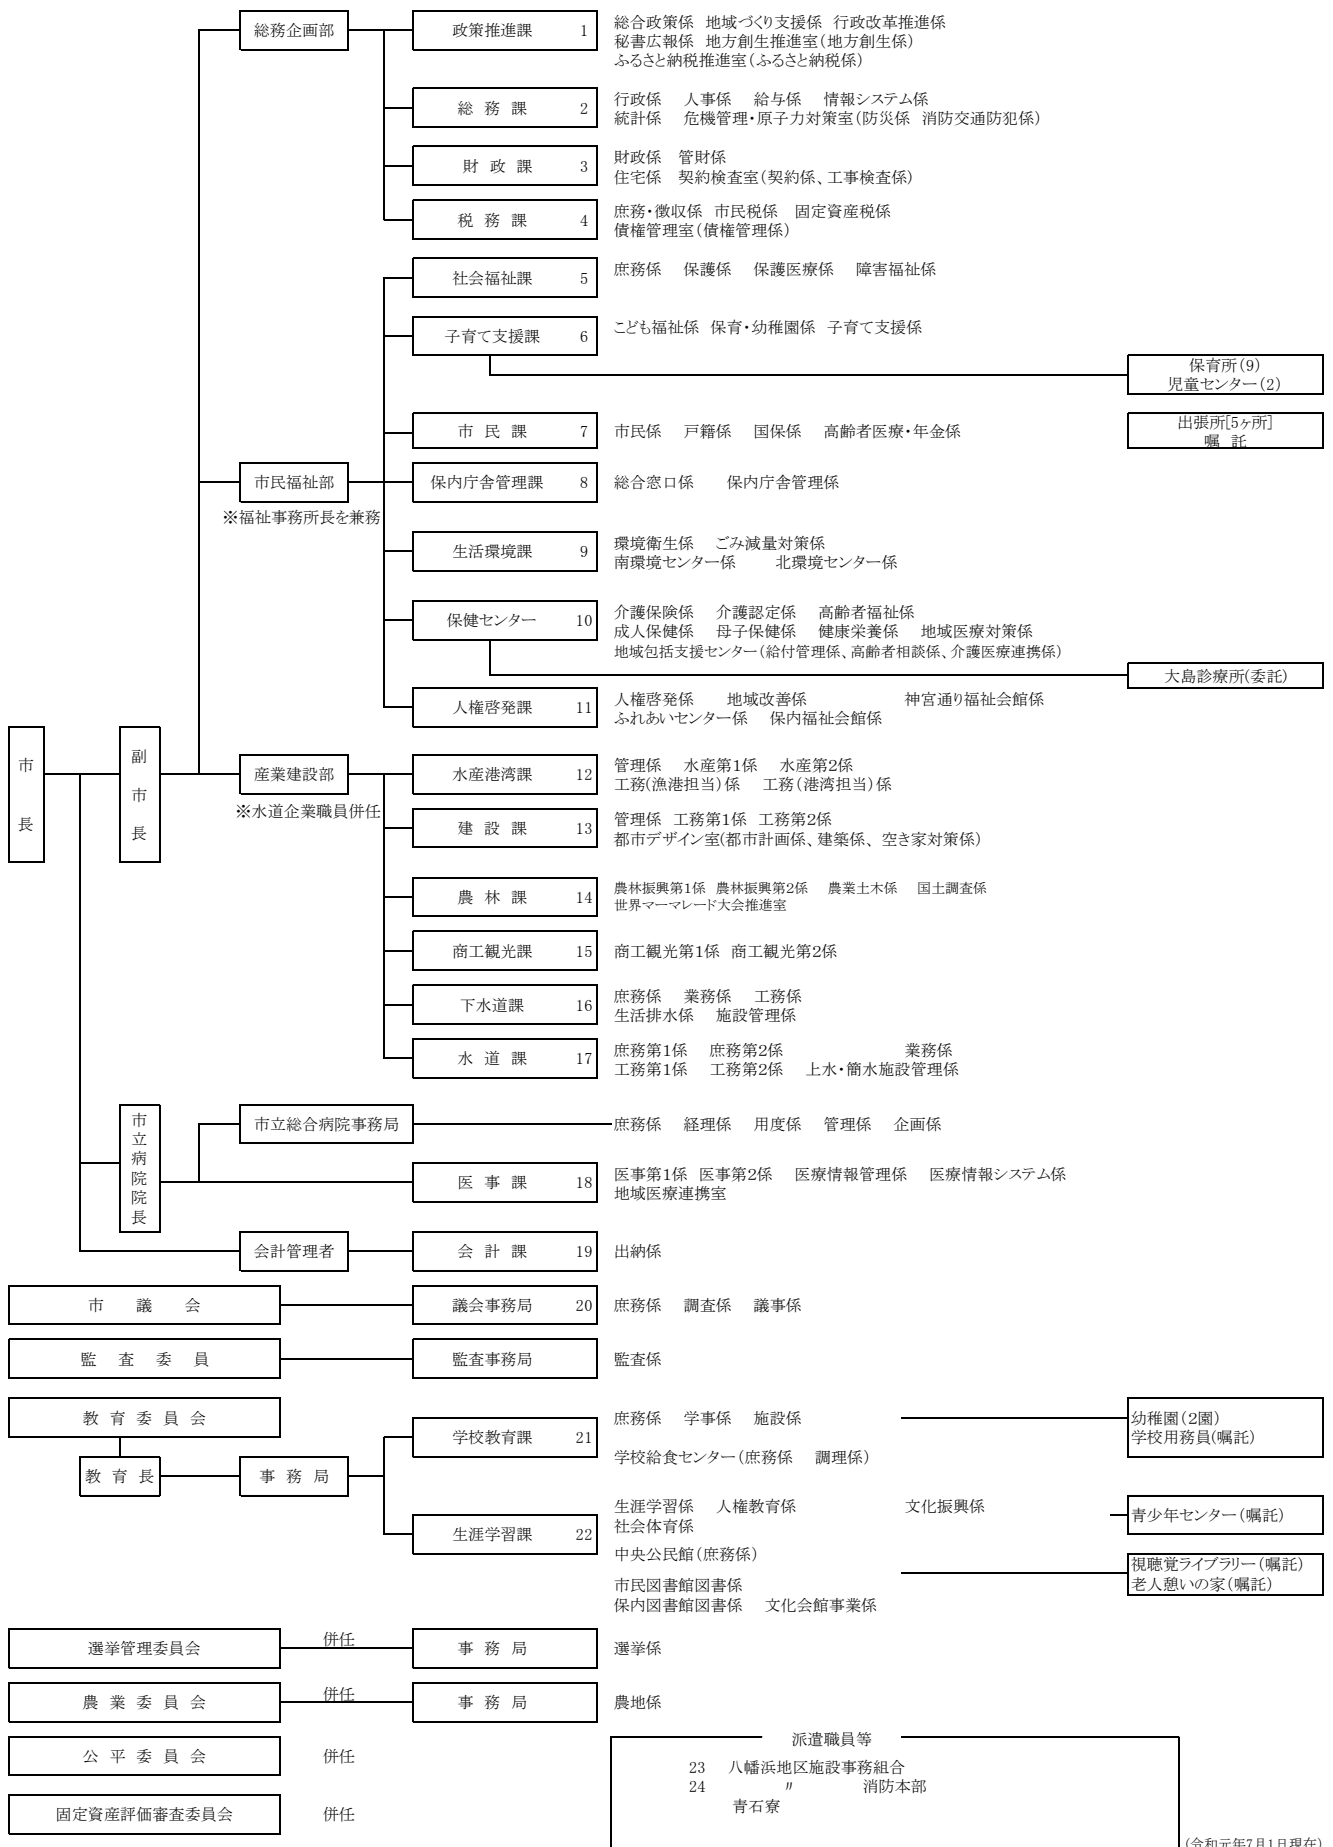 総務企画部
政策推進課 1
総合政策係 地域づくり支援係 行政改革推進係
秘書広報係 地方創生推進室(地方創生係)
ふるさと納税推進室(ふるさと納税係)
総務課 2
行政係 人事係 給与係 情報システム係
統計係 危機管理・原子力対策室(防災係 消防交通防犯係)
財政課 3
財政係 管財係
住宅係 契約検査室(契約係、工事検査係)
税務課 4
庶務・徴収係 市民税係 固定資産税係
債権管理室(債権管理係)
社会福祉課 5
庶務係 保護係 保護医療係 障害福祉係
子育て支援課 6
こども福祉係 保育・幼稚園係 子育て支援係
保育所(9)
児童センター(2)
市民課 7
市民係 戸籍係 国保係 高齢者医療・年金係
出張所[5ヶ所]
嘱託
市民福祉部
※福祉事務所長を兼務
保内庁舎管理課 8
総合窓口係 保内庁舎管理係
生活環境課 9
環境衛生係 ごみ減量対策係
南環境センター係 北環境センター係
保健センター 10
介護保険係 介護認定係 高齢者福祉係
成人保健係 母子保健係 健康栄養係 地域医療対策係
地域包括支援センター(給付管理係、高齢者相談係、介護医療連携係)
大島診療所(委託)
人権啓発課 11
人権啓発係 地域改善係 神宮通り福祉会館係
ふれあいセンター係 保内福祉会館係
市長
副市長
産業建設部
※水道企業職員併任
水産港湾課 12
管理係 水産第1係 水産第2係
工務(漁港担当)係 工務(港湾担当)係
建設課 13
管理係 工務第1係 工務第2係
都市デザイン室(都市計画係、建築係、空き家対策係)
農林課 14
農林振興第1係 農林振興第2係 農業土木係 国土調査係
世界マーマレード大会推進室
商工観光課 15
商工観光第1係 商工観光第2係
下水道課 16
庶務係 業務係 工務係
生活排水係 施設管理係
水道課 17
庶務第1係 庶務第2係 業務係
工務第1係 工務第2係 上水・簡水施設管理係
市立病院院長
市立総合病院事務局
庶務係 経理係 用度係 管理係 企画係
医事課 18
医事第1係 医事第2係 医療情報管理係 医療情報システム係
地域医療連携室
会計管理者
会計課 19
出納係
市議会
議会事務局 20
庶務係 調査係 議事係
監査委員
監査事務局
監査係
教育委員会
教育長
事務局
学校教育課 21
庶務係 学事係 施設係
学校給食センター(庶務係 調理係)
幼稚園(2園)
学校用務員(嘱託)
生涯学習課 22
生涯学習係 人権教育係 文化振興係
社会体育係
中央公民館(庶務係)
市民図書館図書係
保内図書館図書係 文化会館事業係
青少年センター(嘱託)
視聴覚ライブラリー(嘱託)
老人憩いの家(嘱託)
選挙管理委員会 併任 事務局 選挙係
農業委員会 併任 事務局 農地係
公平委員会 併任
固定資産評価審査委員会 併任
派遣職員等
23 八幡浜地区施設事務組合
24 〃 消防本部
青石寮
(令和元年7月1日現在)